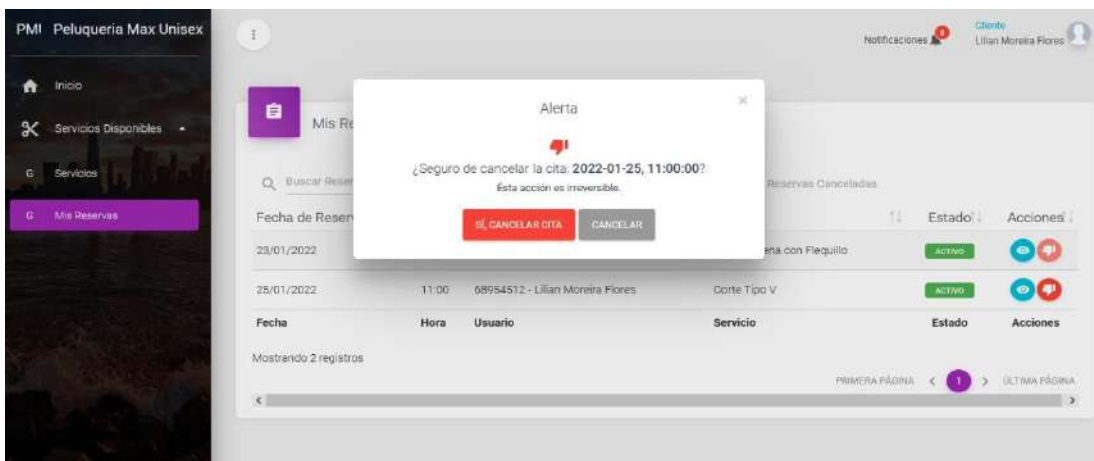 PMI Peluqueria Max Unisex
Notificaciones
Cliente
Lilian Moreira Flores
Inicio
Servicios Disponibles
G Servicios
G Mis Reservas
Mis Re
Alerta
¿Seguro de cancelar la cita: 2022-01-25, 11:00:00?
Ésta acción es irreversible.
SÍ, CANCELAR CITA CANCELAR
Buscar Reser
Reservas Canceladas
Fecha de Reser Estado Acciones
23/01/2022 ena con Flequillo ACTIVO
25/01/2022 11:00 68954512 - Lilian Moreira Flores Corte Tipo V ACTIVO
Fecha Hora Usuario Servicio Estado Acciones
Mostrando 2 registros
PRIMERA PÁGINA 1 ÚLTIMA PÁGINA